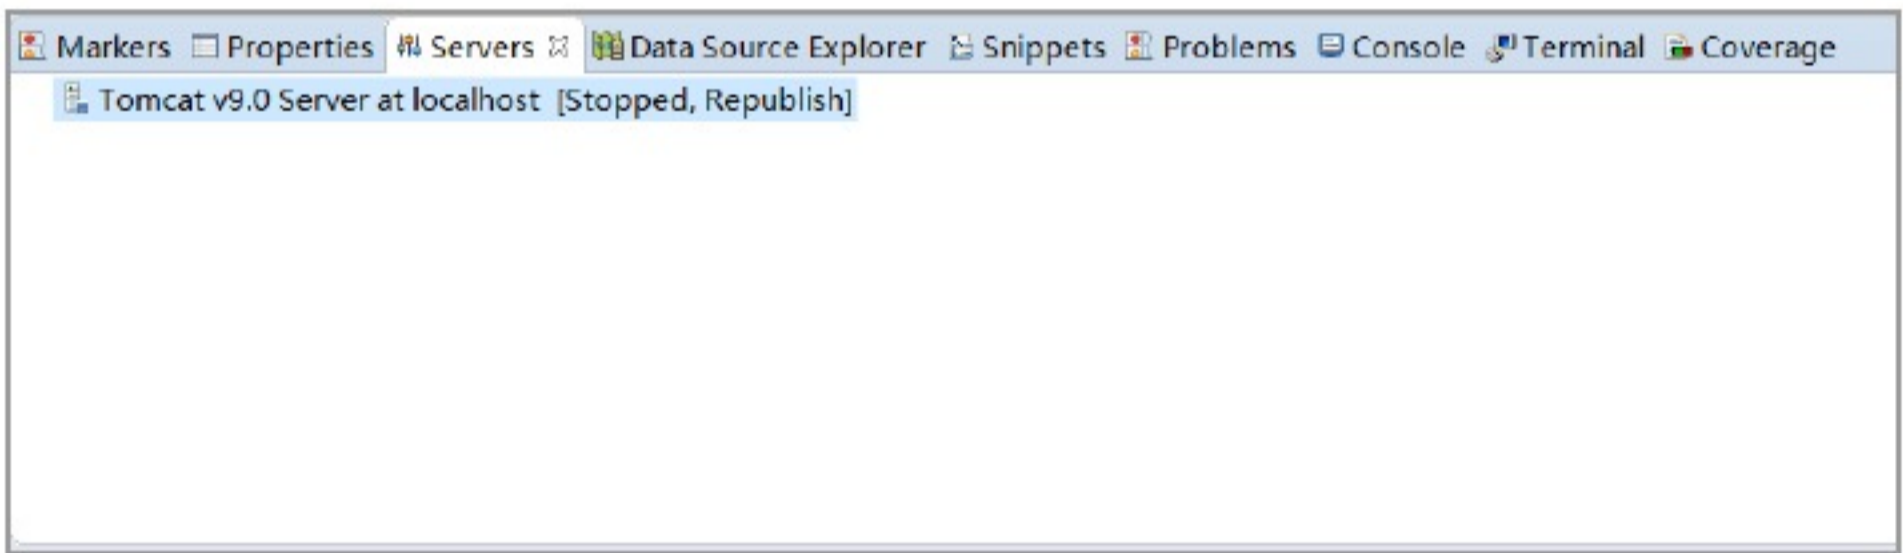 Markers Properties Servers Data Source Explorer Snippets Problems Console Terminal Coverage
Tomcat v9.0 Server at localhost [Stopped, Republish]